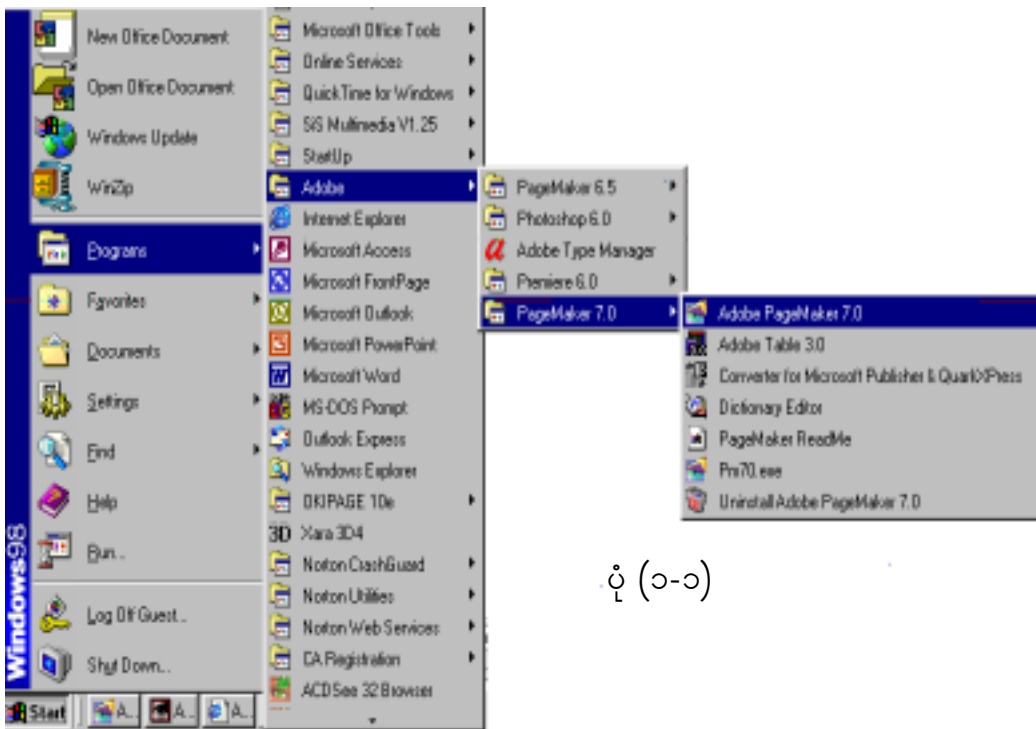 New Office Document
Open Office Document
Windows Update
WinZip
Programs
Favorites
Documents
Settings
Find
Help
Run...
Log Off Guest...
Shut Down...
Windows98
Start
A...
A...
A...
Microsoft Office Tools
Online Services
QuickTime for Windows
SiS Multimedia V1.25
StartUp
Adobe
Internet Explorer
Microsoft Access
Microsoft FrontPage
Microsoft Outlook
Microsoft PowerPoint
Microsoft Word
MS-DOS Prompt
Outlook Express
Windows Explorer
OKIPAGE 10e
3D Xara 3D4
Norton CrashGuard
Norton Utilities
Norton Web Services
CA Registration
ACDSee 32 Browser
PageMaker 6.5
Photoshop 6.0
Adobe Type Manager
Premiere 6.0
PageMaker 7.0
Adobe PageMaker 7.0
Adobe Table 3.0
Converter for Microsoft Publisher & QuarkXPress
Dictionary Editor
PageMaker ReadMe
Pm70.exe
Uninstall Adobe PageMaker 7.0
ပုံ (၁-၁)